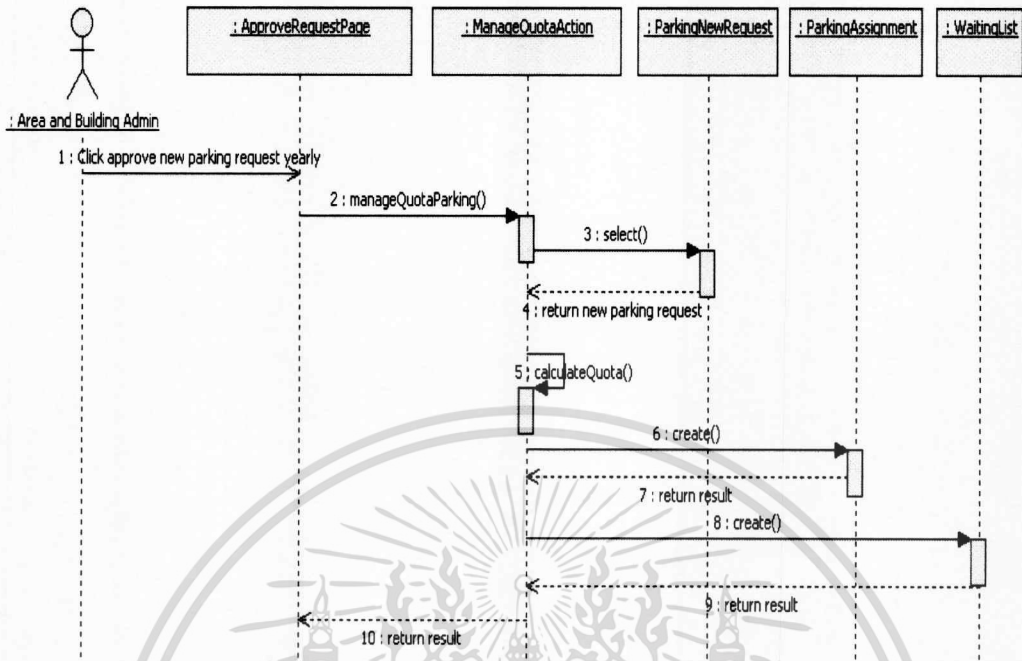 : ApproveRequestPage
: ManageQuotaAction
: ParkingNewRequest
: ParkingAssignment
: WaitingList
: Area and Building Admin
1 : Click approve new parking request yearly
2 : manageQuotaParking()
3 : select()
4 : return new parking request
5 : calculateQuota()
6 : create()
7 : return result
8 : create()
9 : return result
10 : return result